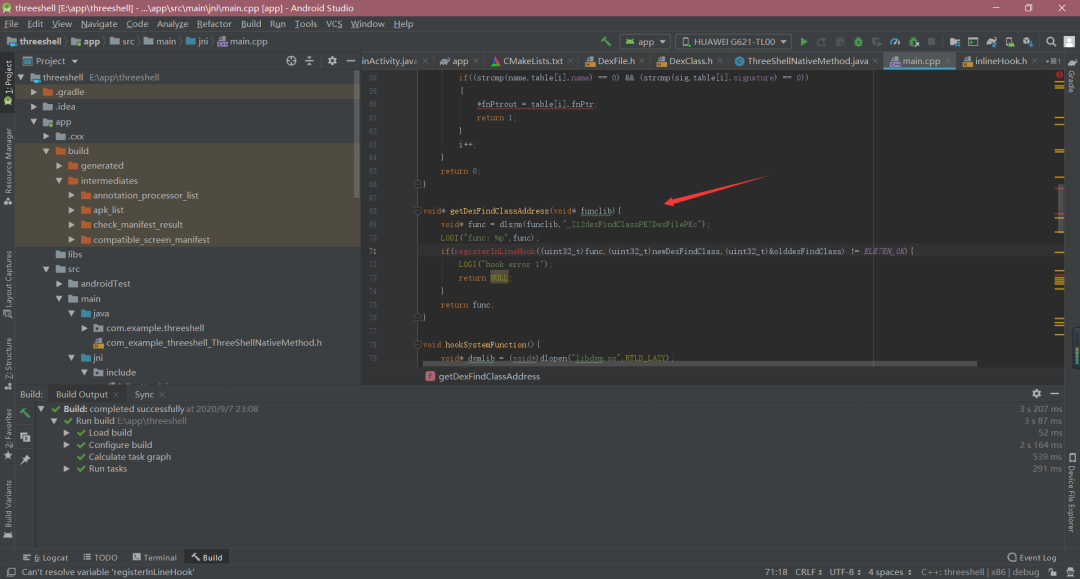 threeshell [E:\app\threeshell] - ...\app\src\main\jni\main.cpp [app] - Android Studio
File Edit View Navigate Code Analyze Refactor Build Run Tools VCS Window Help
threeshell app src main jni main.cpp app HUAWEI G621-TL00
Project inActivity.java app CMakeLists.txt DexFile.h DexClass.h ThreeShellNativeMethod.java main.cpp inlineHook.h
1: Project
Resource Manager
Layout Captures
Z: Structure
2: Favorites
Build Variants
Gradle
Device File Explorer
threeshell E:\app\threeshell
.gradle
.idea
app
.cxx
build
generated
intermediates
annotation_processor_list
apk_list
check_manifest_result
compatible_screen_manifest
libs
src
androidTest
main
java
com.example.threeshell
com_example_threeshell_ThreeShellNativeMethod.h
jni
include
58 if((strcmp(name,table[i].name) == 0) && (strcmp(sig,table[i].signature) == 0))
59 {
60 *fnPtrout = table[i].fnPtr;
61 return 1;
62 }
63 i++;
64 }
65 return 0;
66 }
67
68 void* getDexFindClassAddress(void* funclib){
69 void* func = dlsym(funclib,"_Z12dexFindClassPK7DexFilePKc");
70 LOGI("func: %p",func);
71 if(registerInLineHook((uint32_t)func,(uint32_t)newDexFindClass,(uint32_t)&olddexFindClass) != ELE7EN_OK){
72 LOGI("hook error 1");
73 return NULL;
74 }
75 return func;
76 }
77
78 void hookSystemFunction(){
79 void* dvmlib = (void*)dlopen("libdvm.so",RTLD_LAZY);
getDexFindClassAddress
Build: Build Output Sync
Build: completed successfully at 2020/9/7 23:08 3 s 207 ms
Run build E:\app\threeshell 3 s 87 ms
Load build 52 ms
Configure build 2 s 164 ms
Calculate task graph 539 ms
Run tasks 291 ms
6: Logcat TODO Terminal Build Event Log
Can't resolve variable 'registerInLineHook' 71:18 CRLF UTF-8 4 spaces C++: threeshell | x86 | debug